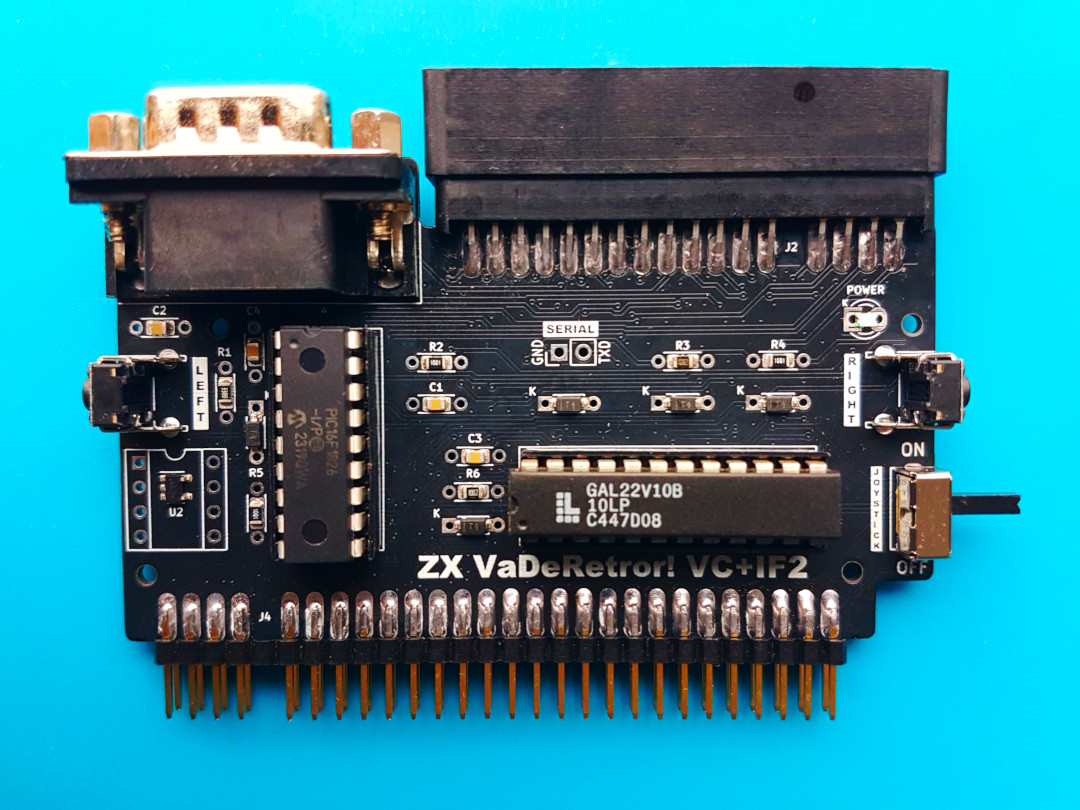 J2
POWER
K
C2
C4
SERIAL
GND
TXD
R1
R2
R3
R4
LEFT
RIGHT
C1
K
K
K
PIC16F1826
-I/P
C3
ON
R5
R6
GAL22V10B
10LP
C447D08
JOYSTICK
U2
K
OFF
ZX VaDeRetror! VC+IF2
J4